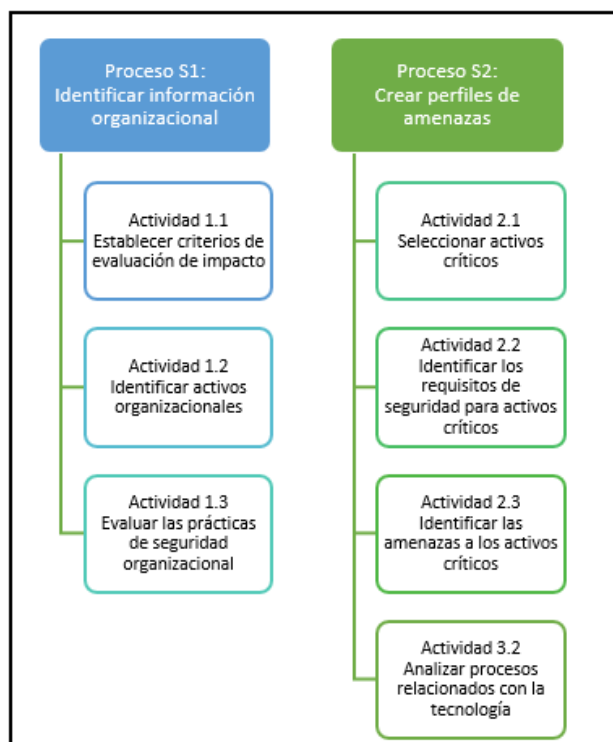 Proceso S1:
Identificar información
organizacional
Actividad 1.1
Establecer criterios de
evaluación de impacto
Actividad 1.2
Identificar activos
organizacionales
Actividad 1.3
Evaluar las prácticas
de seguridad
organizacional
Proceso S2:
Crear perfiles de
amenazas
Actividad 2.1
Seleccionar activos
críticos
Actividad 2.2
Identificar los
requisitos de
seguridad para activos
críticos
Actividad 2.3
Identificar las
amenazas a los activos
críticos
Actividad 3.2
Analizar procesos
relacionados con la
tecnología